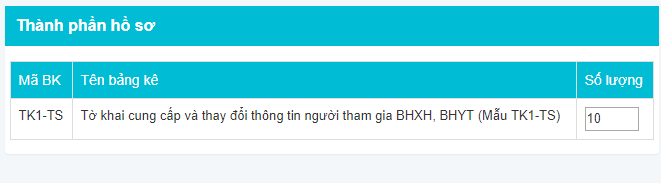 Thành phần hồ sơ
Mã BK Tên bảng kê Số lượng
TK1-TS Tờ khai cung cấp và thay đổi thông tin người tham gia BHXH, BHYT (Mẫu TK1-TS) 10